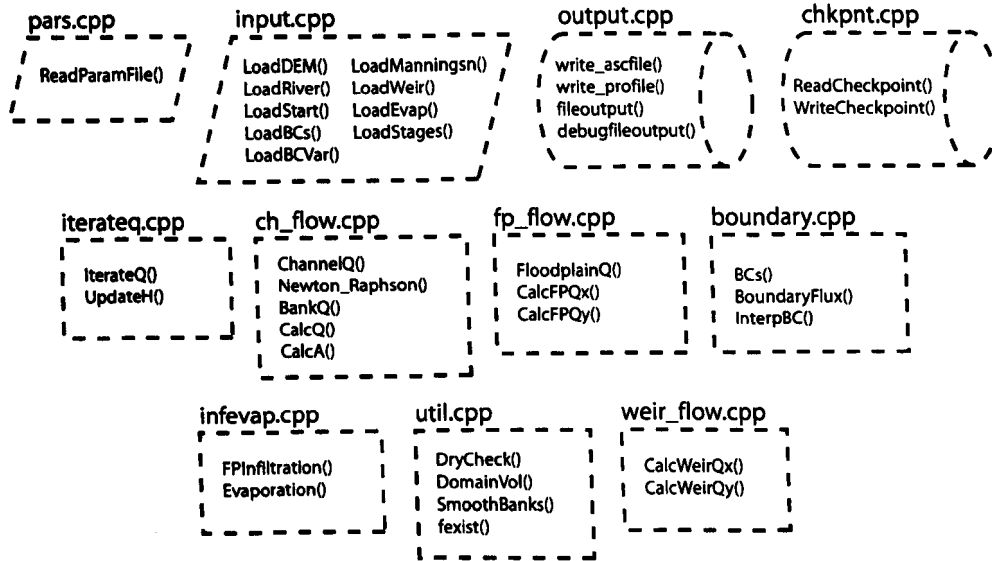 pars.cpp
ReadParamFile()
input.cpp
LoadDEM()
LoadRiver()
LoadStart()
LoadBCs()
LoadBCVar()
LoadManningsn()
LoadWeir()
LoadEvap()
LoadStages()
output.cpp
write_ascfile()
write_profile()
fileoutput()
debugfileoutput()
chkpnt.cpp
ReadCheckpoint()
WriteCheckpoint()
iterateq.cpp
IterateQ()
UpdateH()
ch_flow.cpp
ChannelQ()
Newton_Raphson()
BankQ()
CalcQ()
CalcA()
fp_flow.cpp
FloodplainQ()
CalcFPQx()
CalcFPQy()
boundary.cpp
BCs()
BoundaryFlux()
InterpBC()
infevap.cpp
FPInfiltration()
Evaporation()
util.cpp
DryCheck()
DomainVol()
SmoothBanks()
fexist()
weir_flow.cpp
CalcWeirQx()
CalcWeirQy()